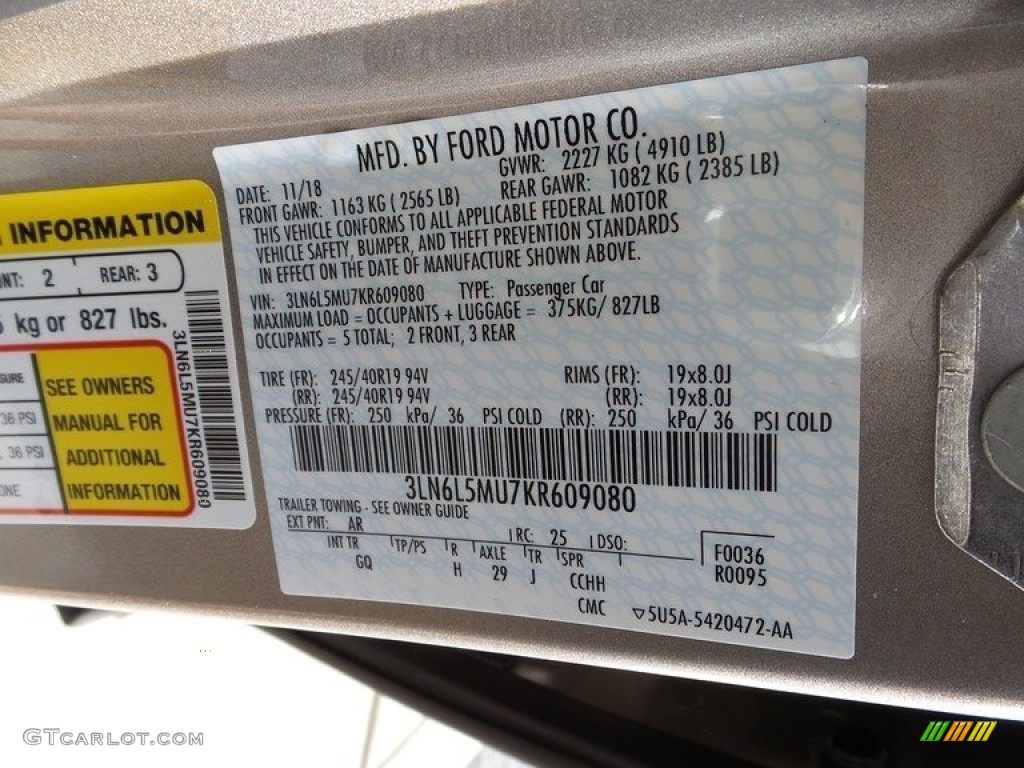 MFD. BY FORD MOTOR CO.
DATE: 11/18 GVWR: 2227 KG ( 4910 LB)
FRONT GAWR: 1163 KG ( 2565 LB) REAR GAWR: 1082 KG ( 2385 LB)
THIS VEHICLE CONFORMS TO ALL APPLICABLE FEDERAL MOTOR
VEHICLE SAFETY, BUMPER, AND THEFT PREVENTION STANDARDS
IN EFFECT ON THE DATE OF MANUFACTURE SHOWN ABOVE.
VIN: 3LN6L5MU7KR609080 TYPE: Passenger Car
MAXIMUM LOAD = OCCUPANTS + LUGGAGE = 375KG/ 827LB
OCCUPANTS = 5 TOTAL; 2 FRONT, 3 REAR
TIRE (FR): 245/40R19 94V RIMS (FR): 19x8.0J
(RR): 245/40R19 94V (RR): 19x8.0J
PRESSURE (FR): 250 kPa/ 36 PSI COLD (RR): 250 kPa/ 36 PSI COLD
3LN6L5MU7KR609080
TRAILER TOWING - SEE OWNER GUIDE
EXT PNT: AR RC: 25 DSO:
INT TR TP/PS R AXLE TR SPR
GQ H 29 J CCHH
F0036
R0095
CMC ▽5U5A-5420472-AA
INFORMATION
2 REAR: 3
kg or 827 lbs.
SEE OWNERS
MANUAL FOR
ADDITIONAL
INFORMATION
36 PSI
36 PSI
3LN6L5MU7KR609080
GTCarLot.com